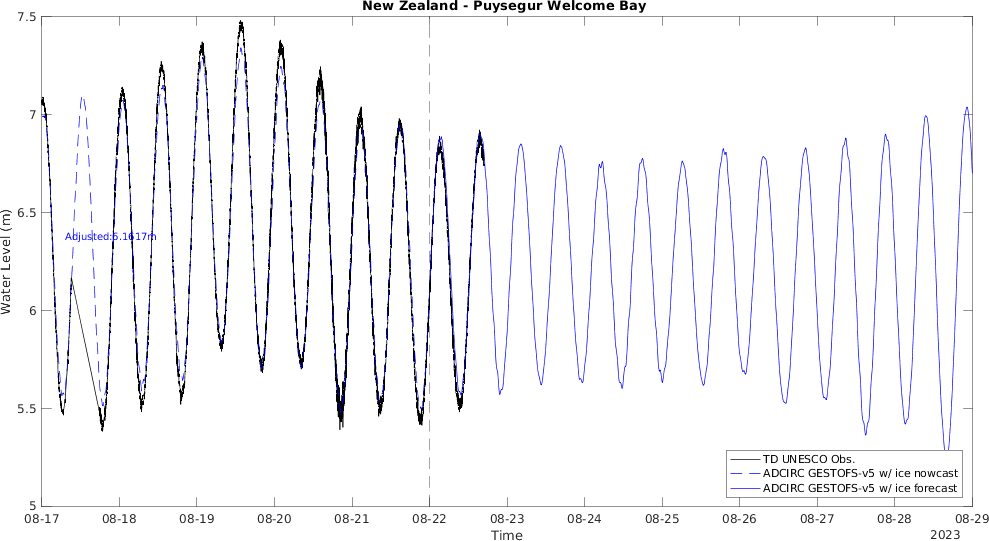 New Zealand - Puysegur Welcome Bay
7.5
7
6.5
6
5.5
5
Water Level (m)
Adjusted:6.1617m
TD UNESCO Obs.
ADCIRC GESTOFS-v5 w/ ice nowcast
ADCIRC GESTOFS-v5 w/ ice forecast
08-17 08-18 08-19 08-20 08-21 08-22 08-23 08-24 08-25 08-26 08-27 08-28 08-29
Time
2023